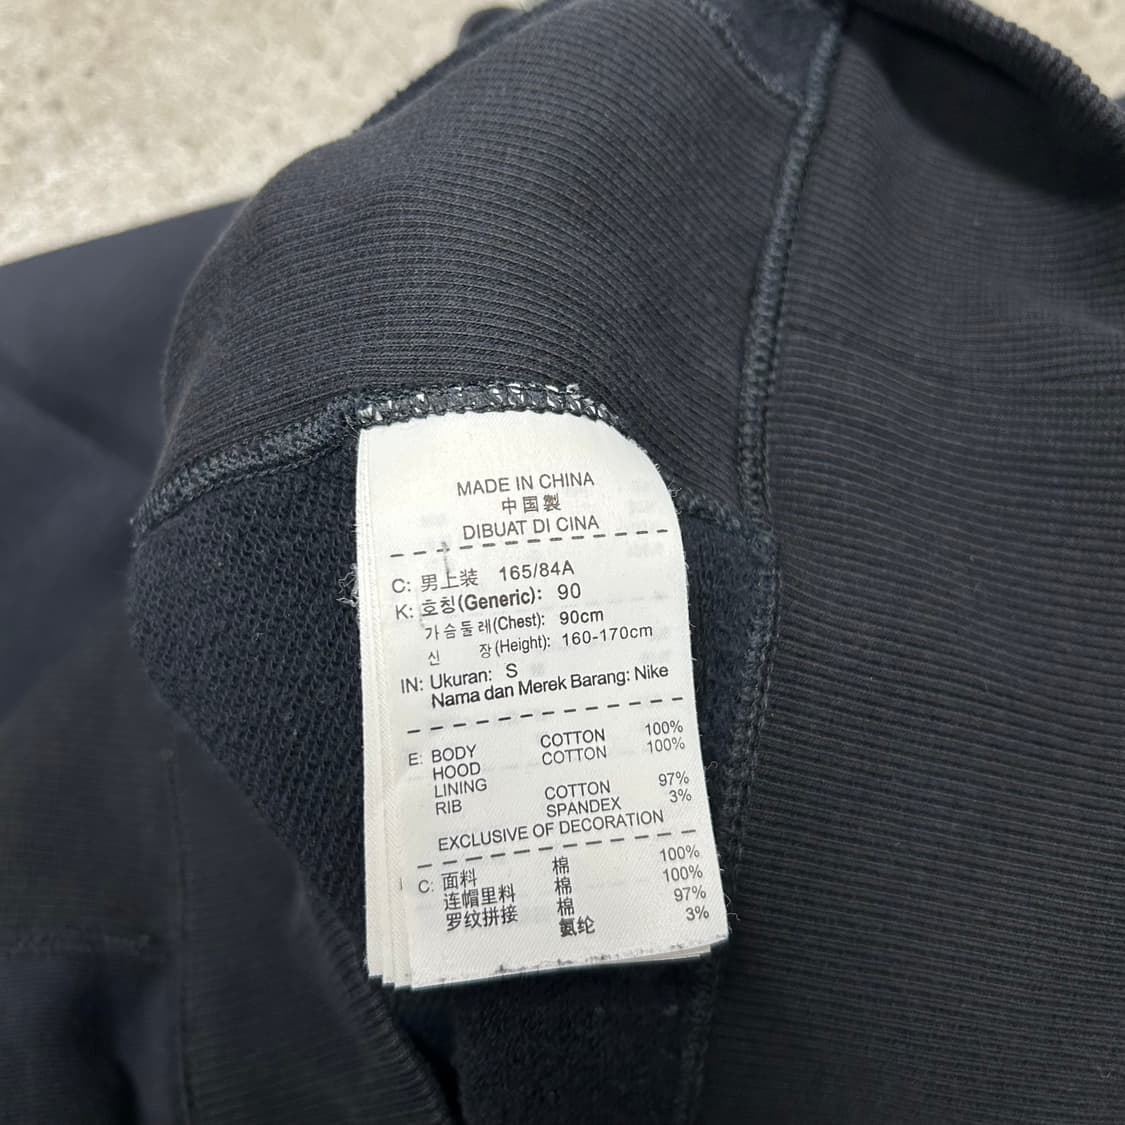 MADE IN CHINA
中国製
DIBUAT DI CINA
C: 男上装 165/84A
K: 호칭(Generic): 90
가슴둘레(Chest): 90cm
신 장(Height): 160-170cm
IN: Ukuran: S
Nama dan Merek Barang: Nike
E: BODY COTTON 100%
HOOD COTTON 100%
LINING
RIB COTTON 97%
SPANDEX 3%
EXCLUSIVE OF DECORATION
C: 面料 棉 100%
连帽里料 棉 100%
罗纹拼接 棉 97%
氨纶 3%